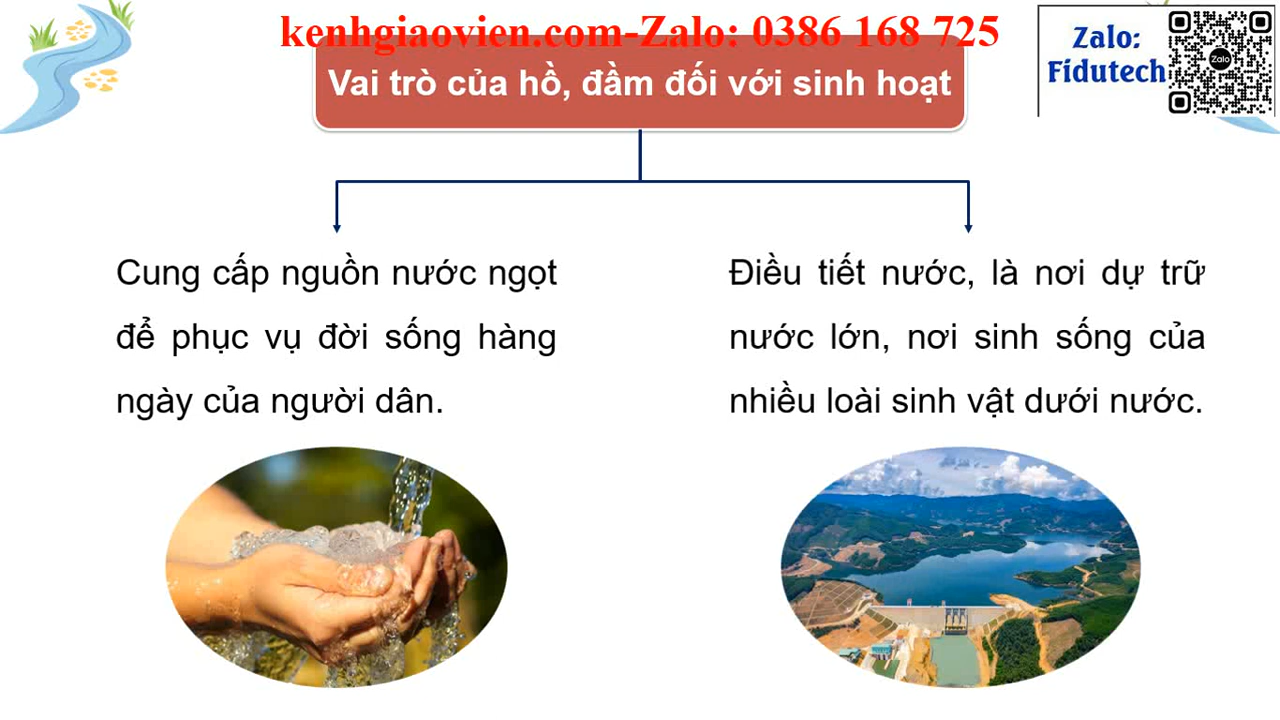 kenhgiaovien.com-Zalo: 0386 168 725
Zalo:
Fidutech
Zalo
Vai trò của hồ, đầm đối với sinh hoạt
Cung cấp nguồn nước ngọt
để phục vụ đời sống hàng
ngày của người dân.
Điều tiết nước, là nơi dự trữ
nước lớn, nơi sinh sống của
nhiều loài sinh vật dưới nước.